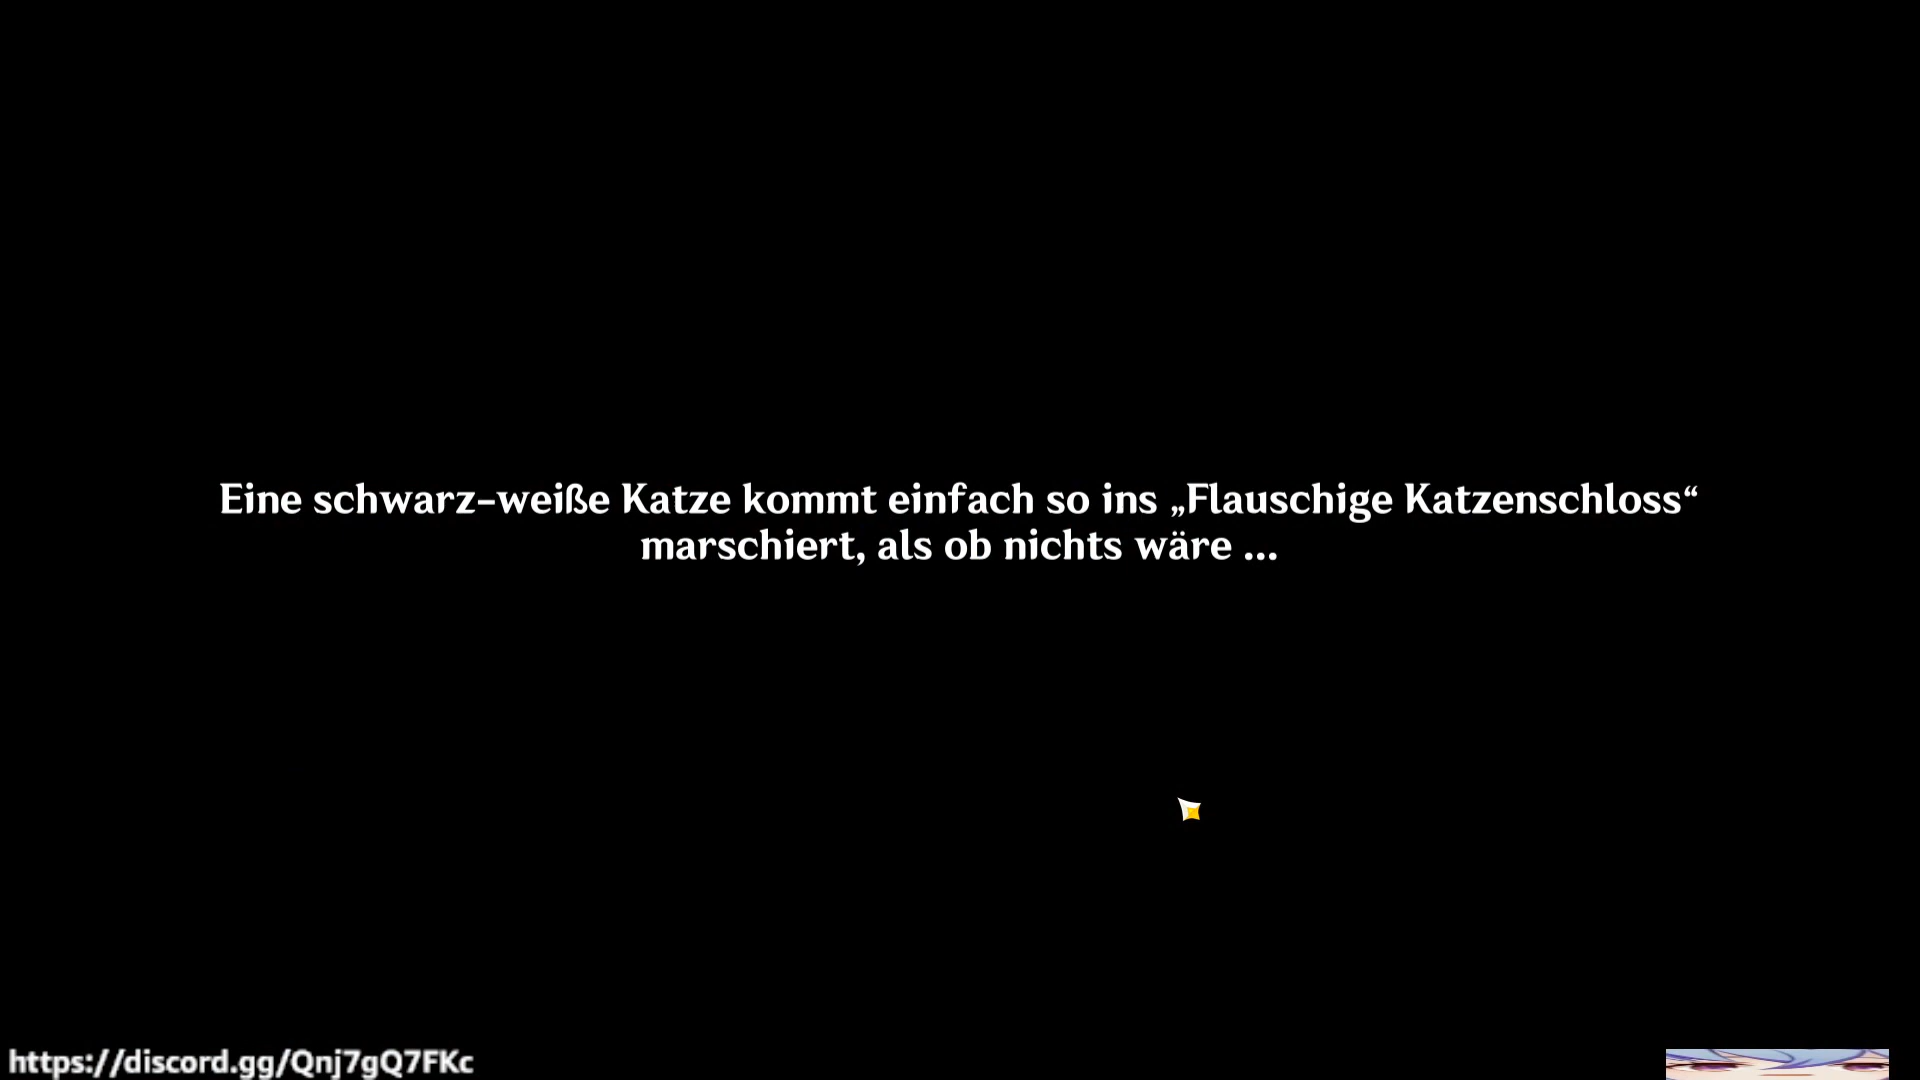 Eine schwarz-weiße Katze kommt einfach so ins „Flauschige Katzenschloss“
marschiert, als ob nichts wäre ...
https://discord.gg/Qnj7gQ7FKc